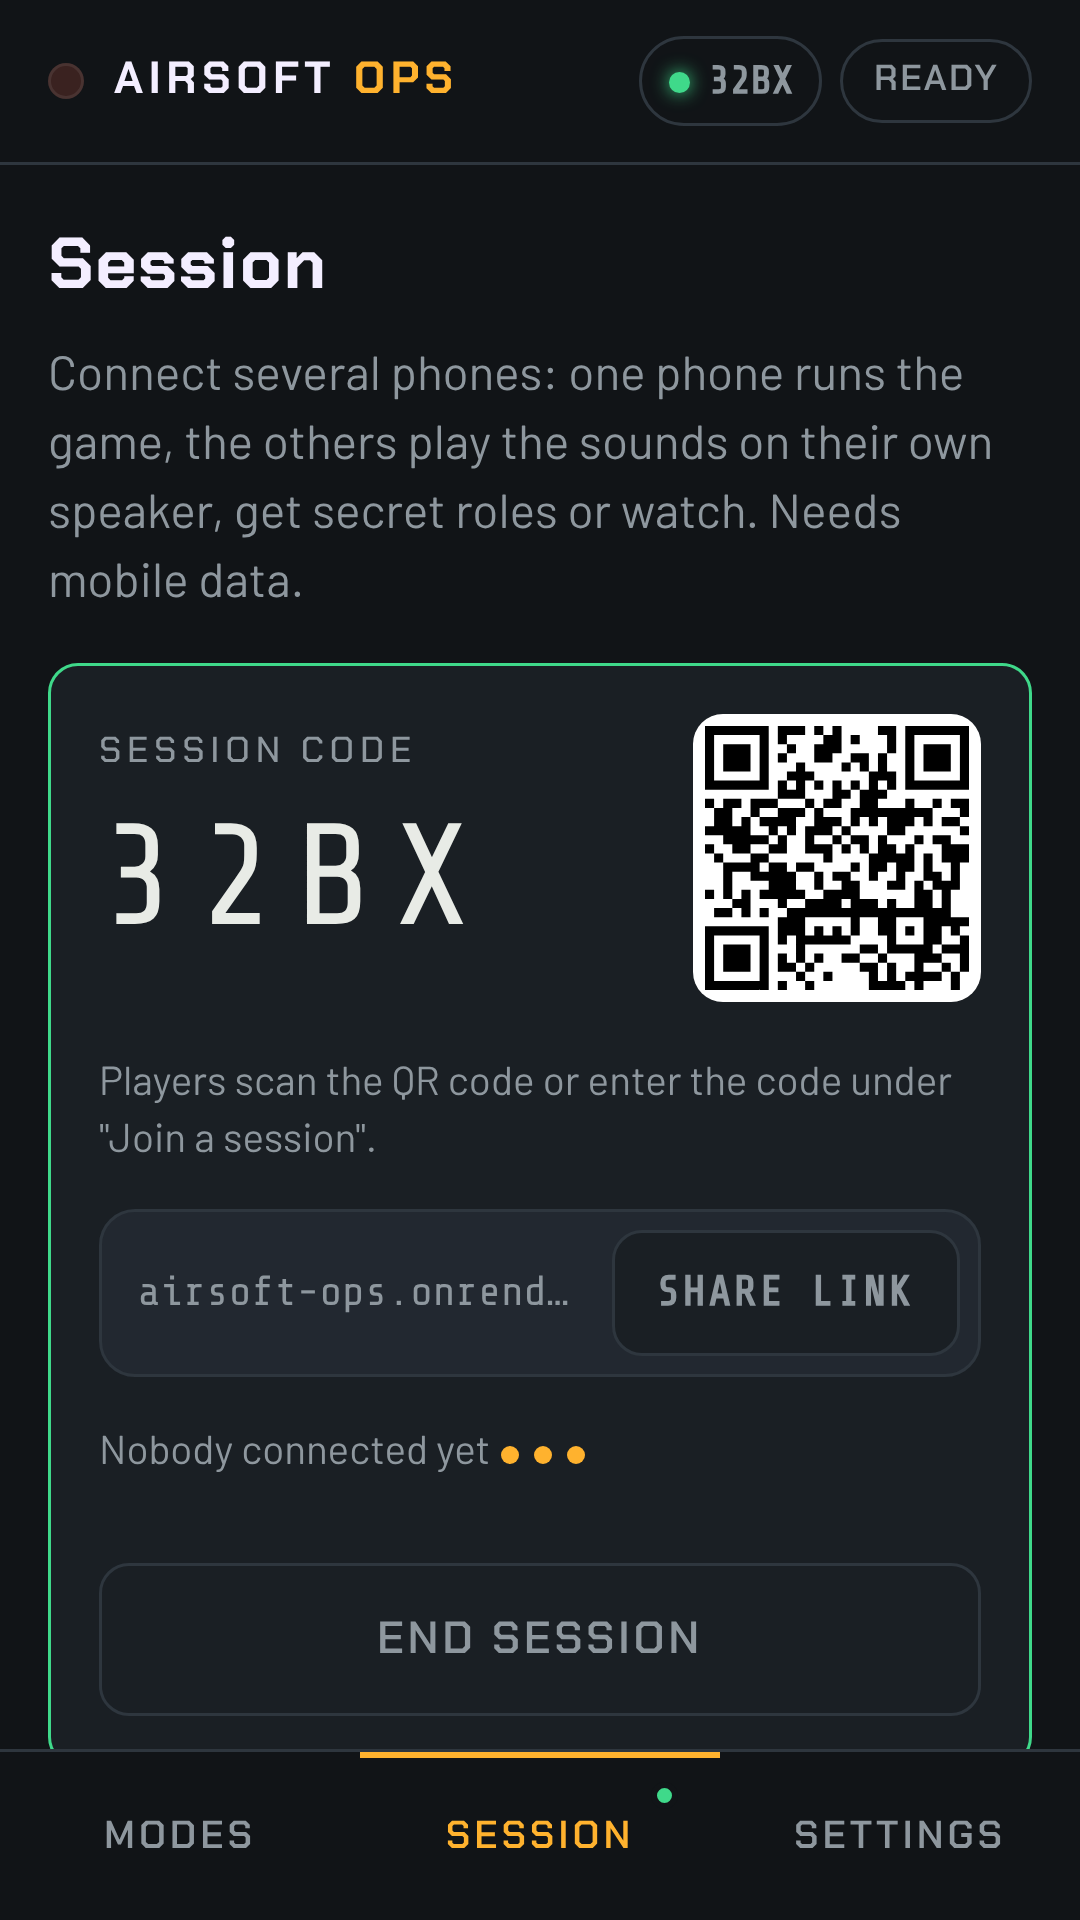 AIRSOFT OPS
32BX
READY
Session
Connect several phones: one phone runs the
game, the others play the sounds on their own
speaker, get secret roles or watch. Needs
mobile data.
SESSION CODE
32BX
Players scan the QR code or enter the code under
"Join a session".
airsoft-ops.onrend…
SHARE LINK
Nobody connected yet
END SESSION
MODES
SESSION
SETTINGS